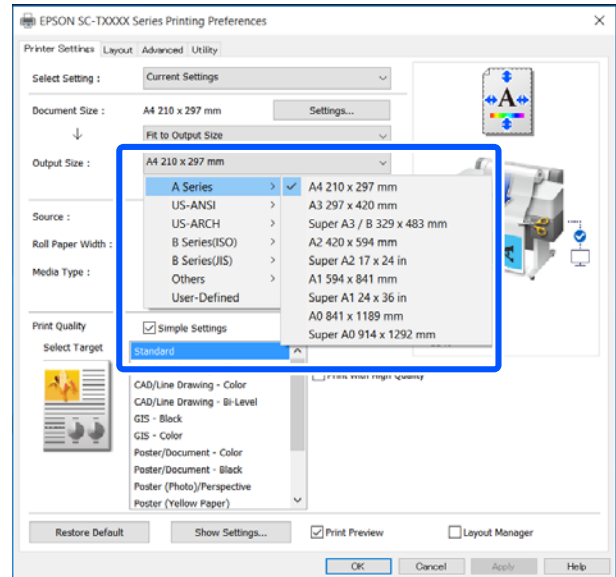 EPSON SC-TXXXX Series Printing Preferences
Printer Settings Layout Advanced Utility
Select Setting : Current Settings
Document Size : A4 210 x 297 mm Settings...
Fit to Output Size
Output Size : A4 210 x 297 mm
A Series
US-ANSI
US-ARCH
B Series(ISO)
B Series(JIS)
Others
User-Defined
A4 210 x 297 mm
A3 297 x 420 mm
Super A3 / B 329 x 483 mm
A2 420 x 594 mm
Super A2 17 x 24 in
A1 594 x 841 mm
Super A1 24 x 36 in
A0 841 x 1189 mm
Super A0 914 x 1292 mm
A
Source :
Roll Paper Width :
Media Type :
Print Quality Simple Settings
Select Target
Standard
Print with High Quality
CAD/Line Drawing - Color
CAD/Line Drawing - Bi-Level
GIS - Black
GIS - Color
Poster/Document - Color
Poster/Document - Black
Poster (Photo)/Perspective
Poster (Yellow Paper)
Restore Default Show Settings... Print Preview Layout Manager
OK Cancel Apply Help